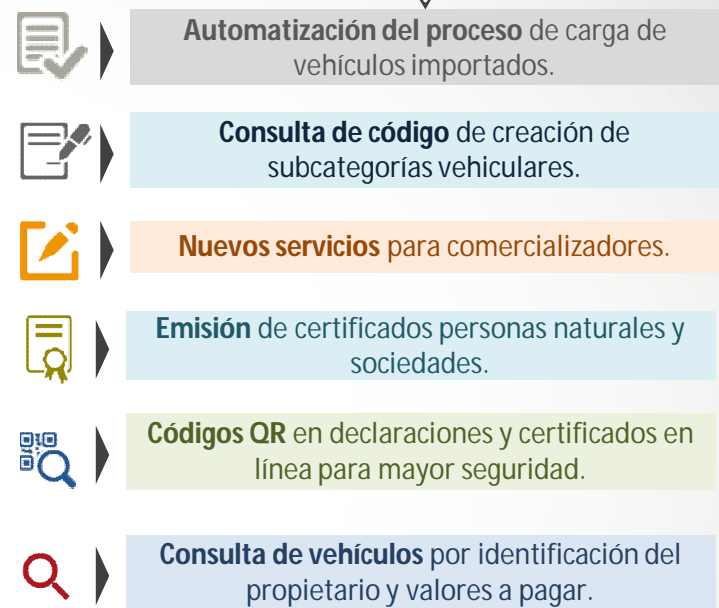 Automatización del proceso de carga de
vehículos importados.
Consulta de código de creación de
subcategorías vehiculares.
Nuevos servicios para comercializadores.
Emisión de certificados personas naturales y
sociedades.
Códigos QR en declaraciones y certificados en
línea para mayor seguridad.
Consulta de vehículos por identificación del
propietario y valores a pagar.